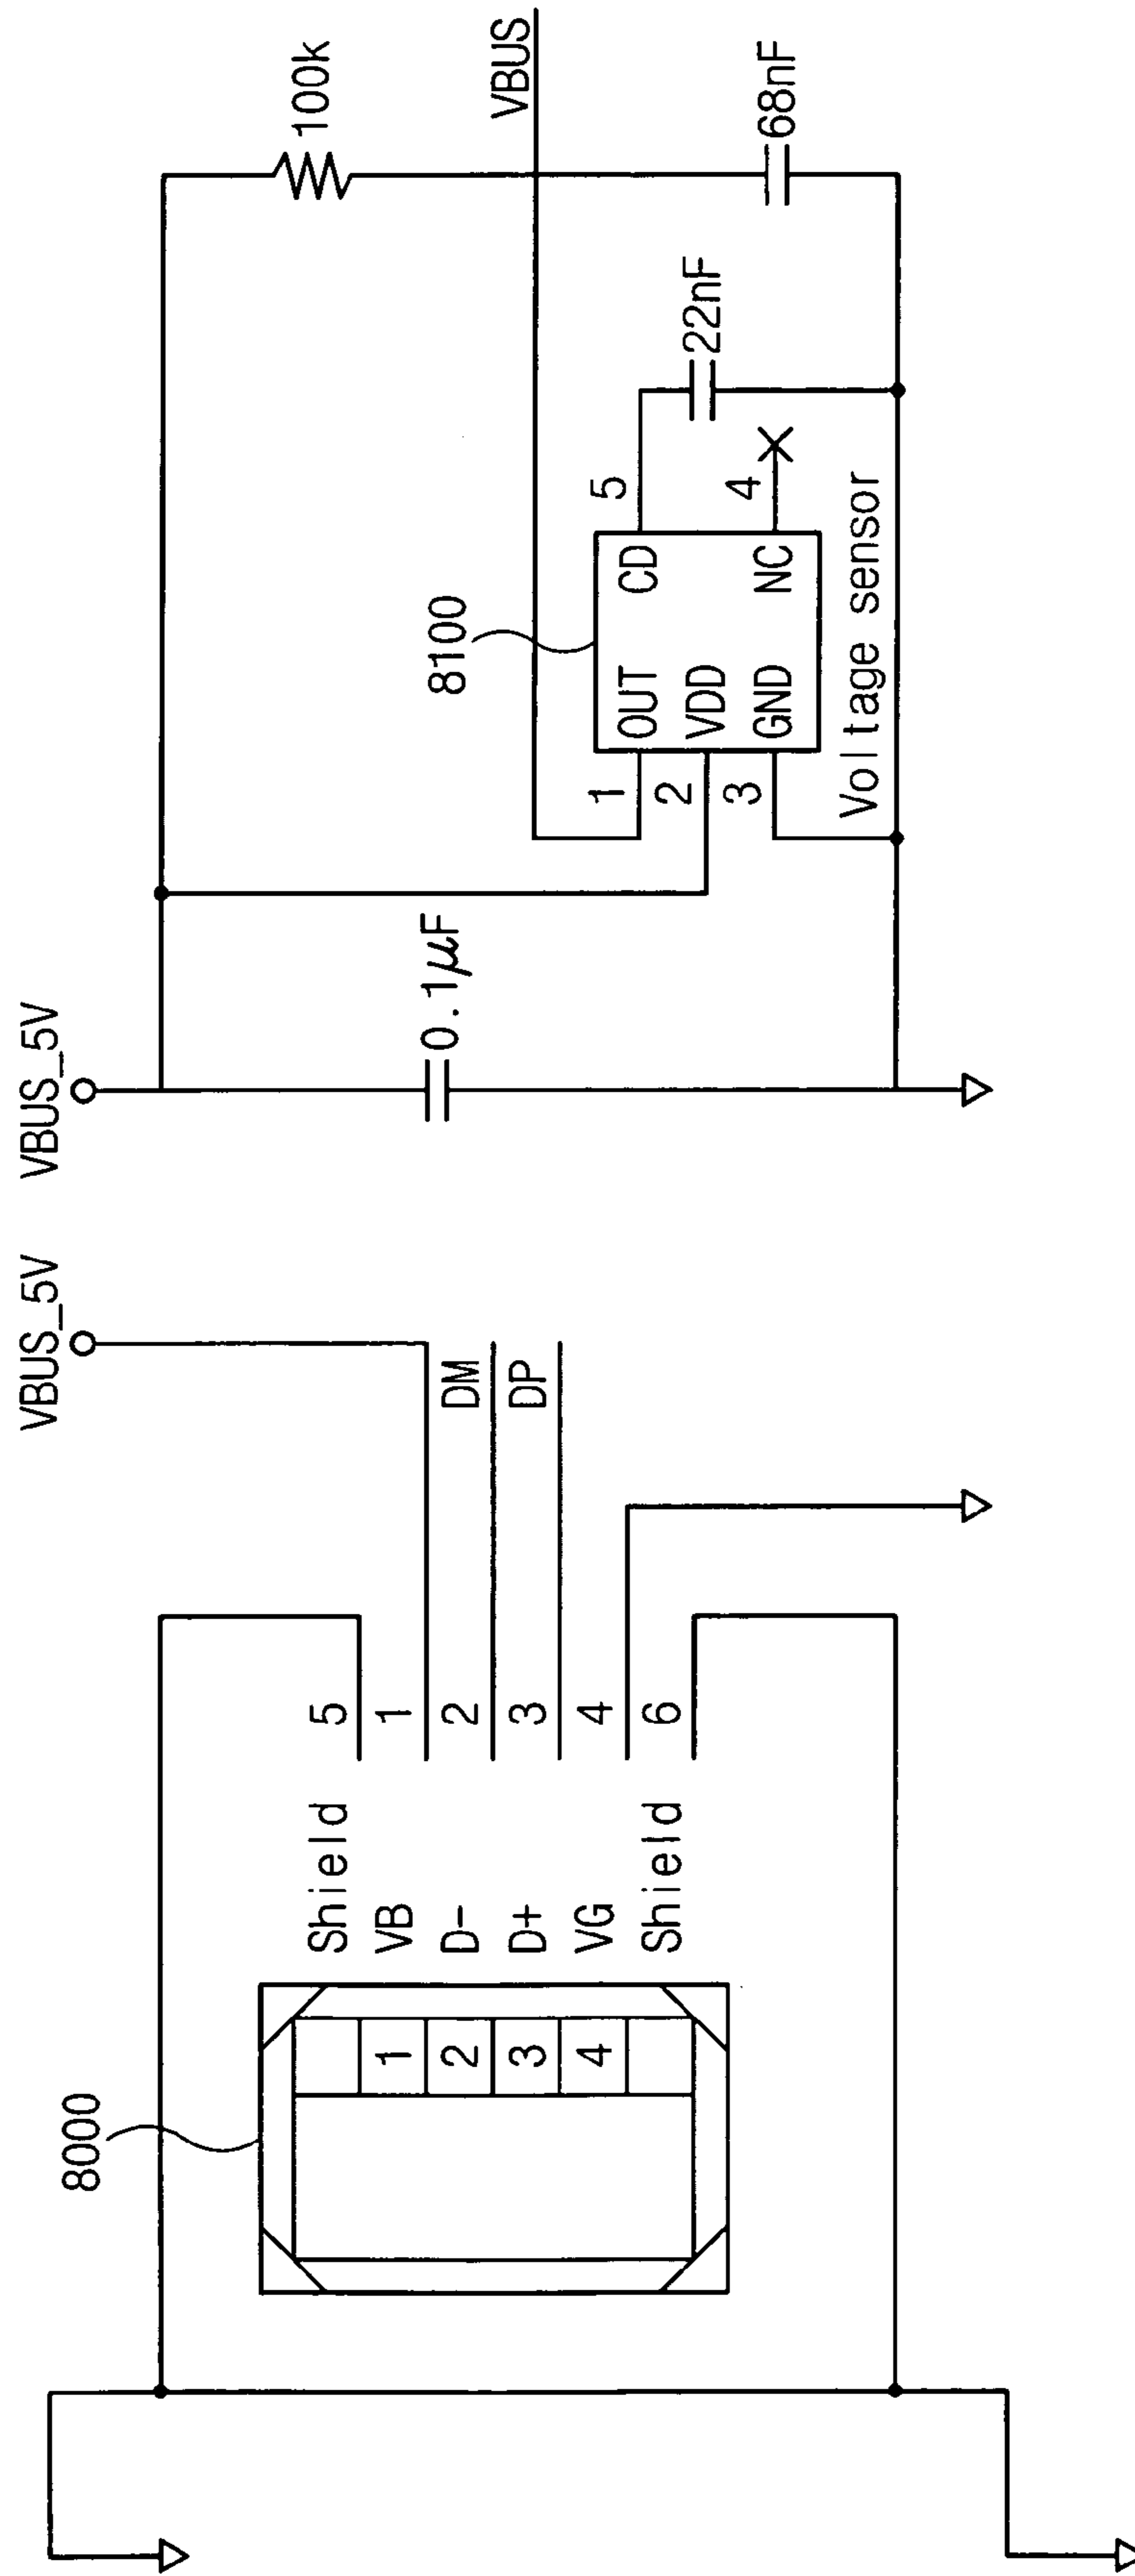 8000
1
2
3
4
Shield 5
VB 1
D- 2
D+ 3
VG 4
Shield 6
VBUS_5V
DM
DP
VBUS_5V
0.1μF
8100
1 OUT
2 VDD
3 GND
CD 5
NC 4
Voltage sensor
22nF
100k
VBUS
68nF